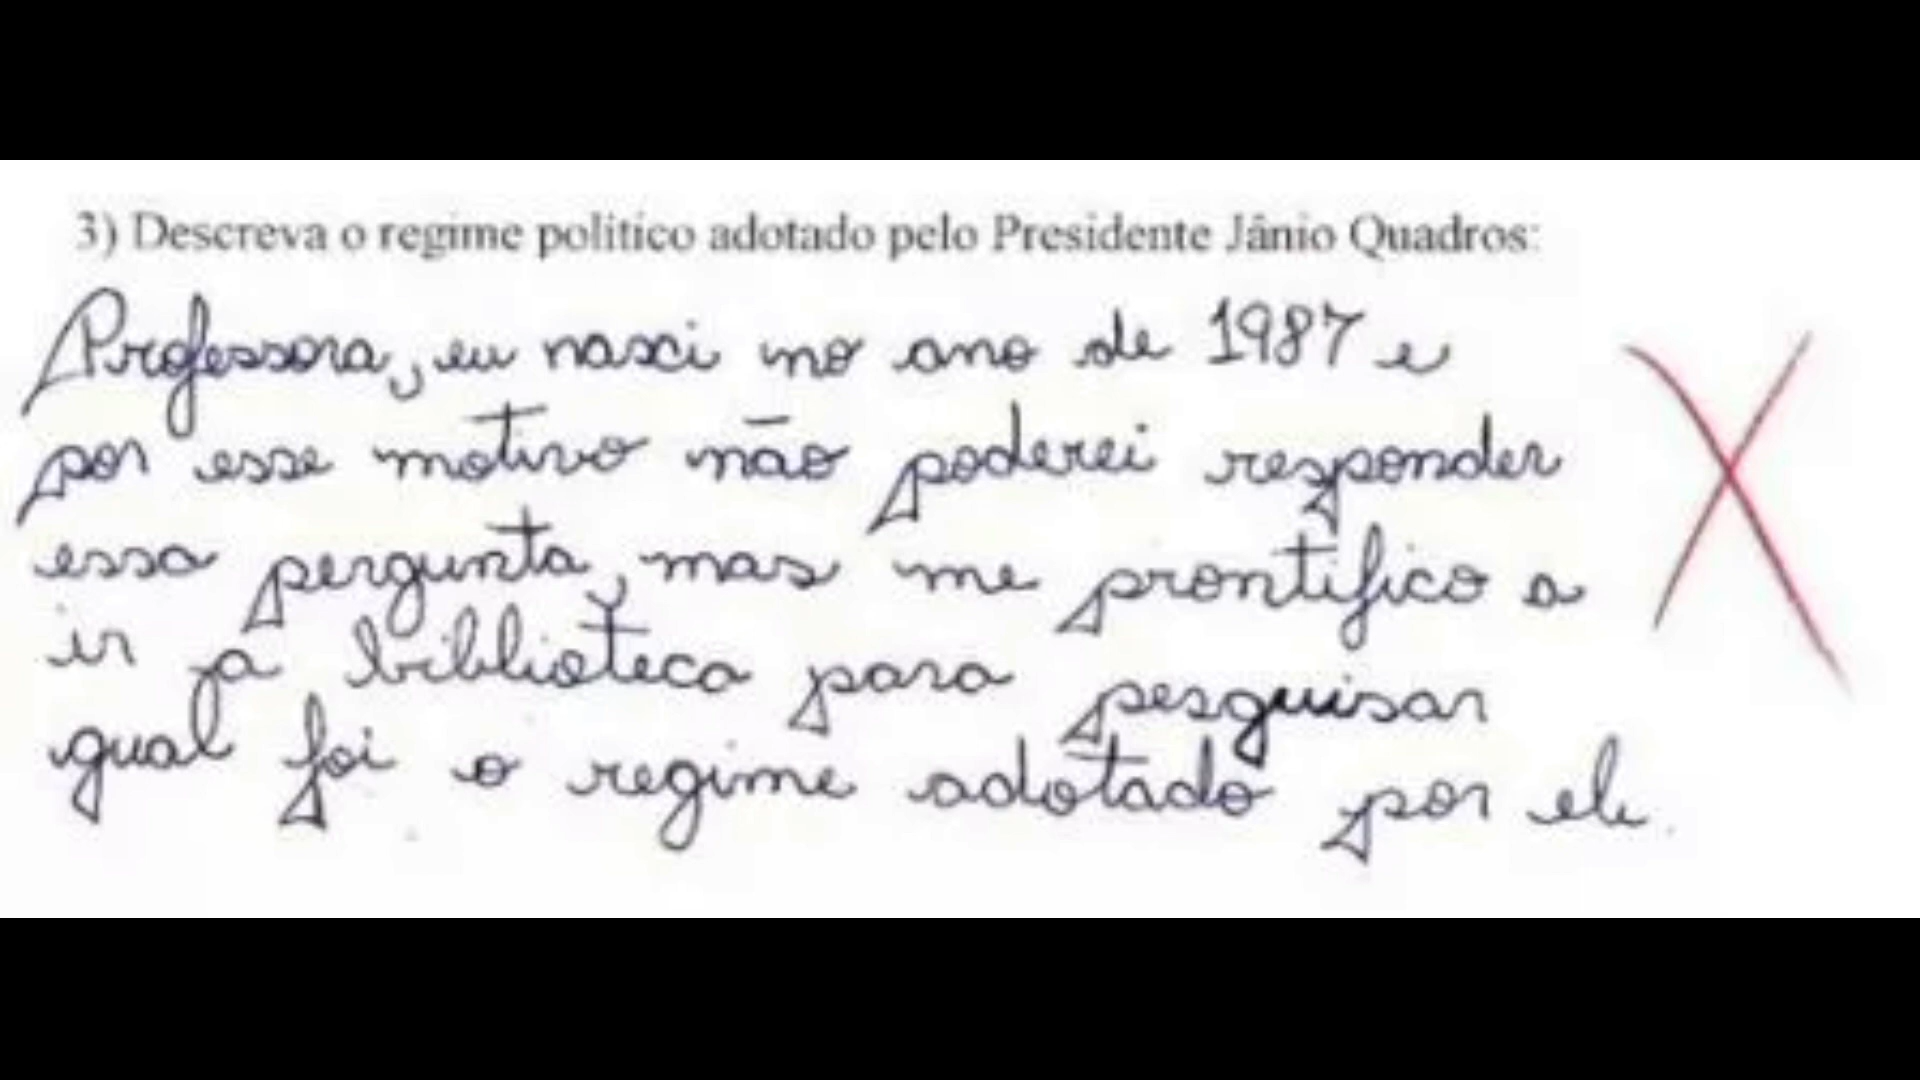 3) Descreva o regime político adotado pelo Presidente Jânio Quadros:
Professora, eu nasci no ano de 1987 e
por esse motivo não poderei responder
essa pergunta, mas me prontifico a
ir a biblioteca para pesquisar
qual foi o regime adotado por ele.